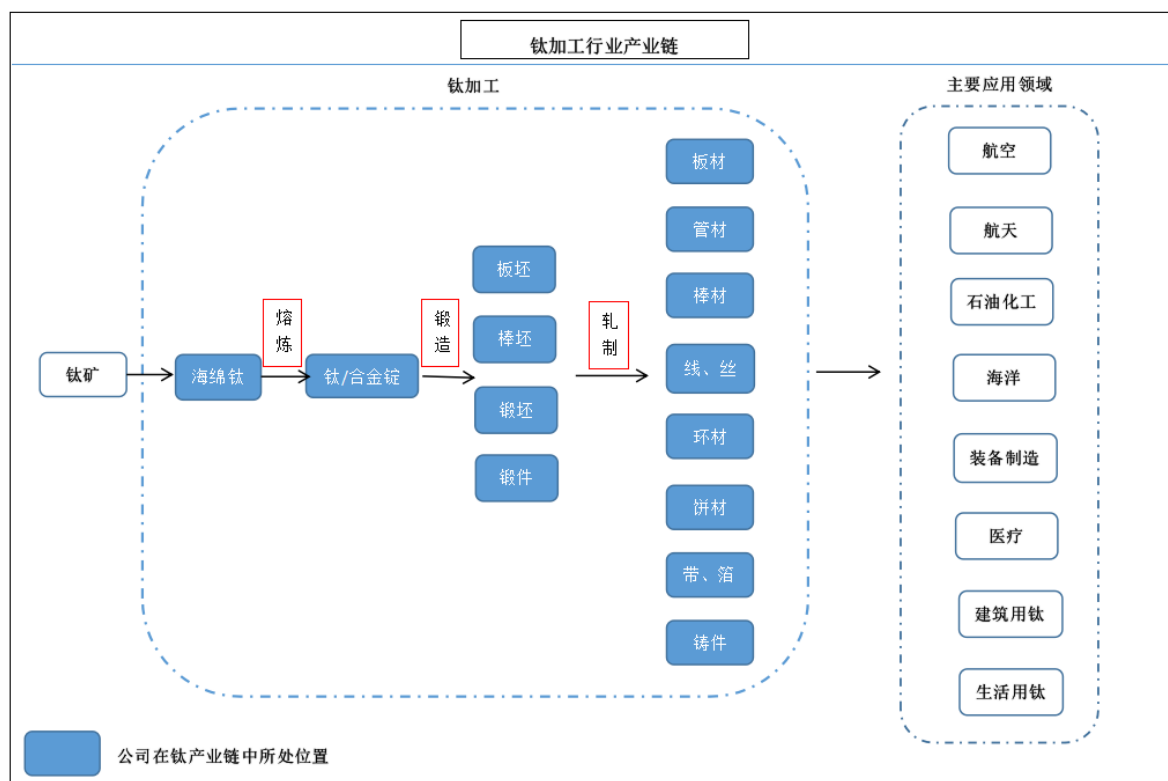 钛加工行业产业链
钛加工
主要应用领域
钛矿
海绵钛
熔
炼
钛/合金锭
锻
造
板坯
棒坯
锻坯
锻件
轧
制
板材
管材
棒材
线、丝
环材
饼材
带、箔
铸件
航空
航天
石油化工
海洋
装备制造
医疗
建筑用钛
生活用钛
公司在钛产业链中所处位置